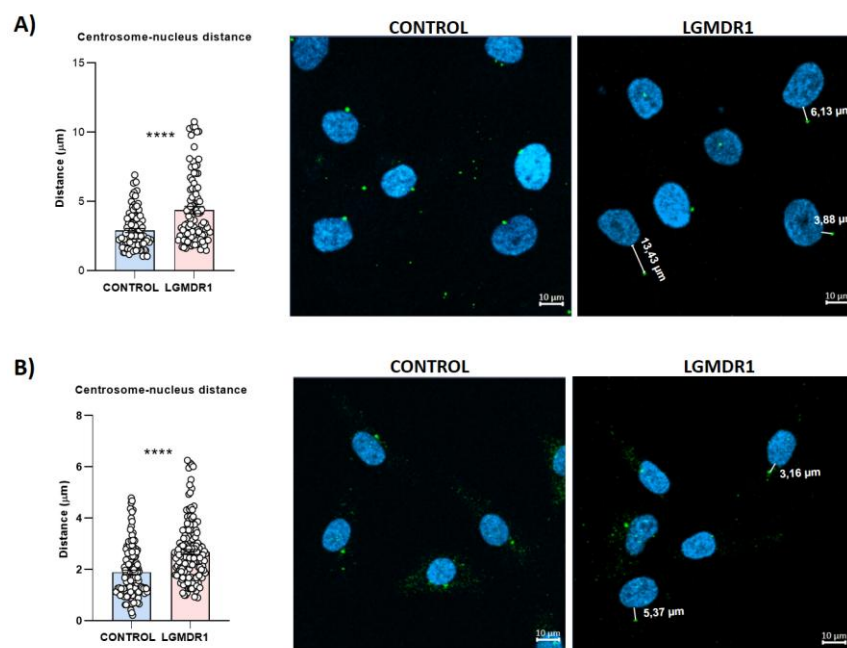 A)
Centrosome-nucleus distance
Distance (µm)
15
10
5
0
****
CONTROL LGMDR1
CONTROL
10 µm
LGMDR1
6,13 µm
3,88 µm
13,43 µm
10 µm
B)
Centrosome-nucleus distance
Distance (µm)
8
6
4
2
0
****
CONTROL LGMDR1
CONTROL
10 µm
LGMDR1
3,16 µm
5,37 µm
10 µm